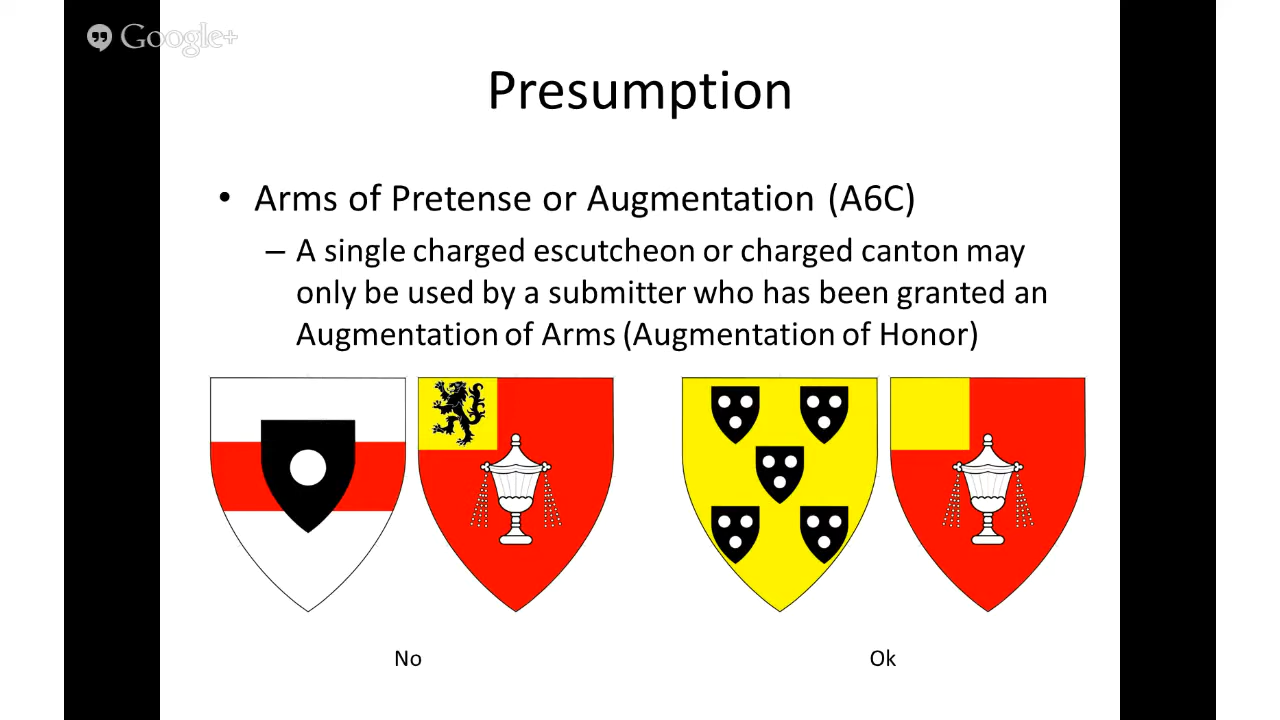 Google+
Presumption
• Arms of Pretense or Augmentation (A6C)
– A single charged escutcheon or charged canton may
only be used by a submitter who has been granted an
Augmentation of Arms (Augmentation of Honor)
No
Ok